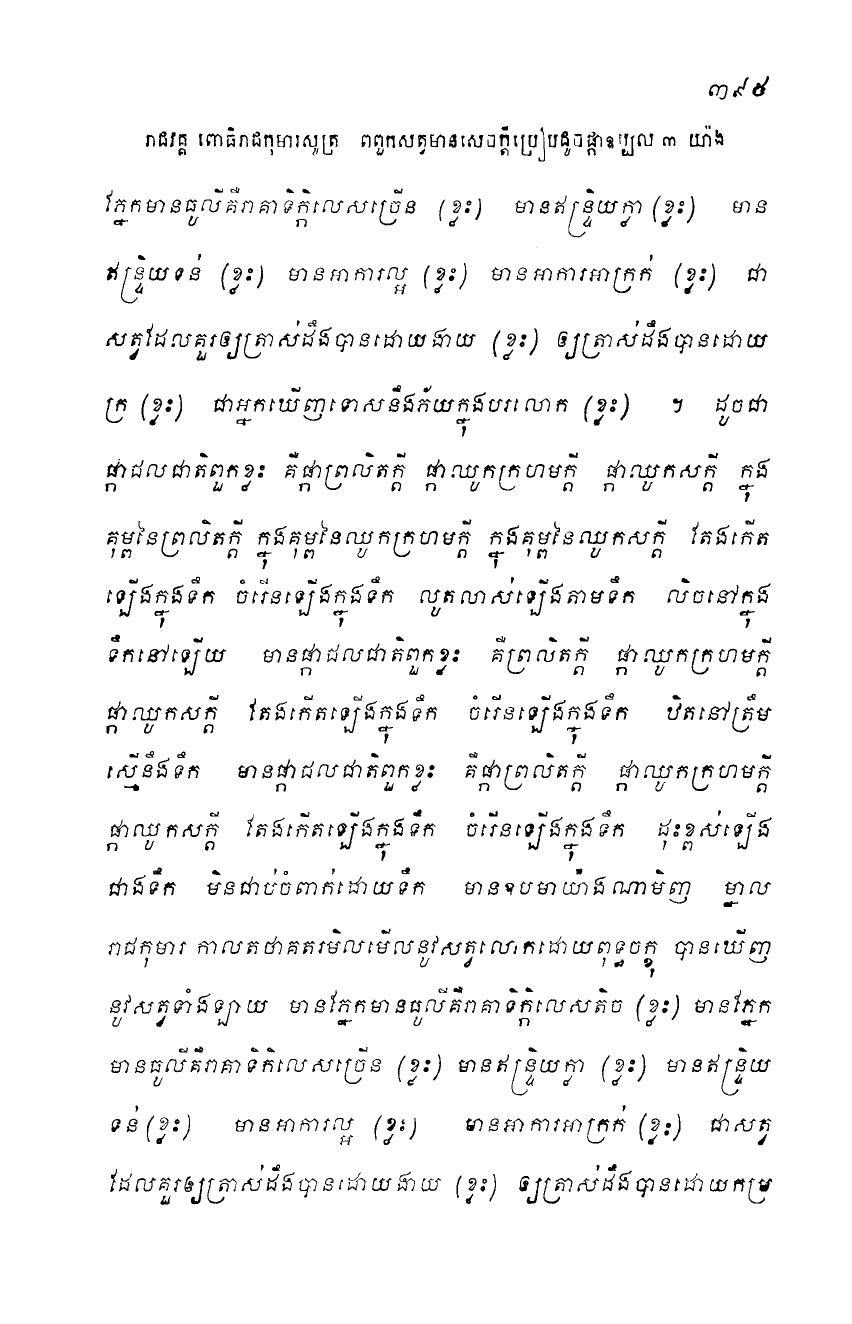 ៣៩៥
រាជវគ្គ ពោធិរាជកុមារសូត្រ ពពួកសត្វមានសេចក្តីប្រៀបដូចផ្កាឧប្បល ៣ យ៉ាង
ភ្នែកមានធូលីគឺរាគាទិក្កិលេសច្រើន (ខ្លះ) មានឥន្ទ្រិយក្លា (ខ្លះ) មាន
ឥន្ទ្រិយទន់ (ខ្លះ) មានអាការល្អ (ខ្លះ) មានអាការអាក្រក់ (ខ្លះ) ជា
សត្វដែលគួរឲ្យត្រាស់ដឹងបានដោយងាយ (ខ្លះ) ឲ្យត្រាស់ដឹងបានដោយ
ក្រ (ខ្លះ) ជាអ្នកឃើញទោសនឹងភ័យក្នុងបរលោក (ខ្លះ) ។ ដូចជា
ផ្កាជលជាតិពួកខ្លះ គឺផ្កាព្រលិតក្តី ផ្កាឈូកក្រហមក្តី ផ្កាឈូកសក្តី ក្នុង
គុម្ពនៃព្រលិតក្តី ក្នុងគុម្ពនៃឈូកក្រហមក្តី ក្នុងគុម្ពនៃឈូកសក្តី តែងកើត
ឡើងក្នុងទឹក ចំរើនឡើងក្នុងទឹក លូតលាស់ឡើងតាមទឹក លិចនៅក្នុង
ទឹកនៅឡើយ មានផ្កាជលជាតិពួកខ្លះ គឺព្រលិតក្តី ផ្កាឈូកក្រហមក្តី
ផ្កាឈូកសក្តី តែងកើតឡើងក្នុងទឹក ចំរើនឡើងក្នុងទឹក ឋិតនៅត្រឹម
ស្មើនឹងទឹក មានផ្កាជលជាតិពួកខ្លះ គឺផ្កាព្រលិតក្តី ផ្កាឈូកក្រហមក្តី
ផ្កាឈូកសក្តី តែងកើតឡើងក្នុងទឹក ចំរើនឡើងក្នុងទឹក ដុះខ្ពស់ឡើង
ជាងទឹក មិនជាប់ចំពាក់ដោយទឹក មានឧបមាយ៉ាងណាមិញ ម្នាល
រាជកុមារ កាលតថាគតរមិលមើលនូវសត្វលោកដោយពុទ្ធចក្ខុ បានឃើញ
នូវសត្វទាំងឡាយ មានភ្នែកមានធូលីគឺរាគាទិក្កិលេសតិច (ខ្លះ) មានភ្នែក
មានធូលីគឺរាគាទិកិលេសច្រើន (ខ្លះ) មានឥន្ទ្រិយក្លា (ខ្លះ) មានឥន្ទ្រិយ
ទន់ (ខ្លះ) មានអាការល្អ (ខ្លះ) មានអាការអាក្រក់ (ខ្លះ) ជាសត្វ
ដែលគួរឲ្យត្រាស់ដឹងបានដោយងាយ (ខ្លះ) ឲ្យត្រាស់ដឹងបានដោយកម្រ